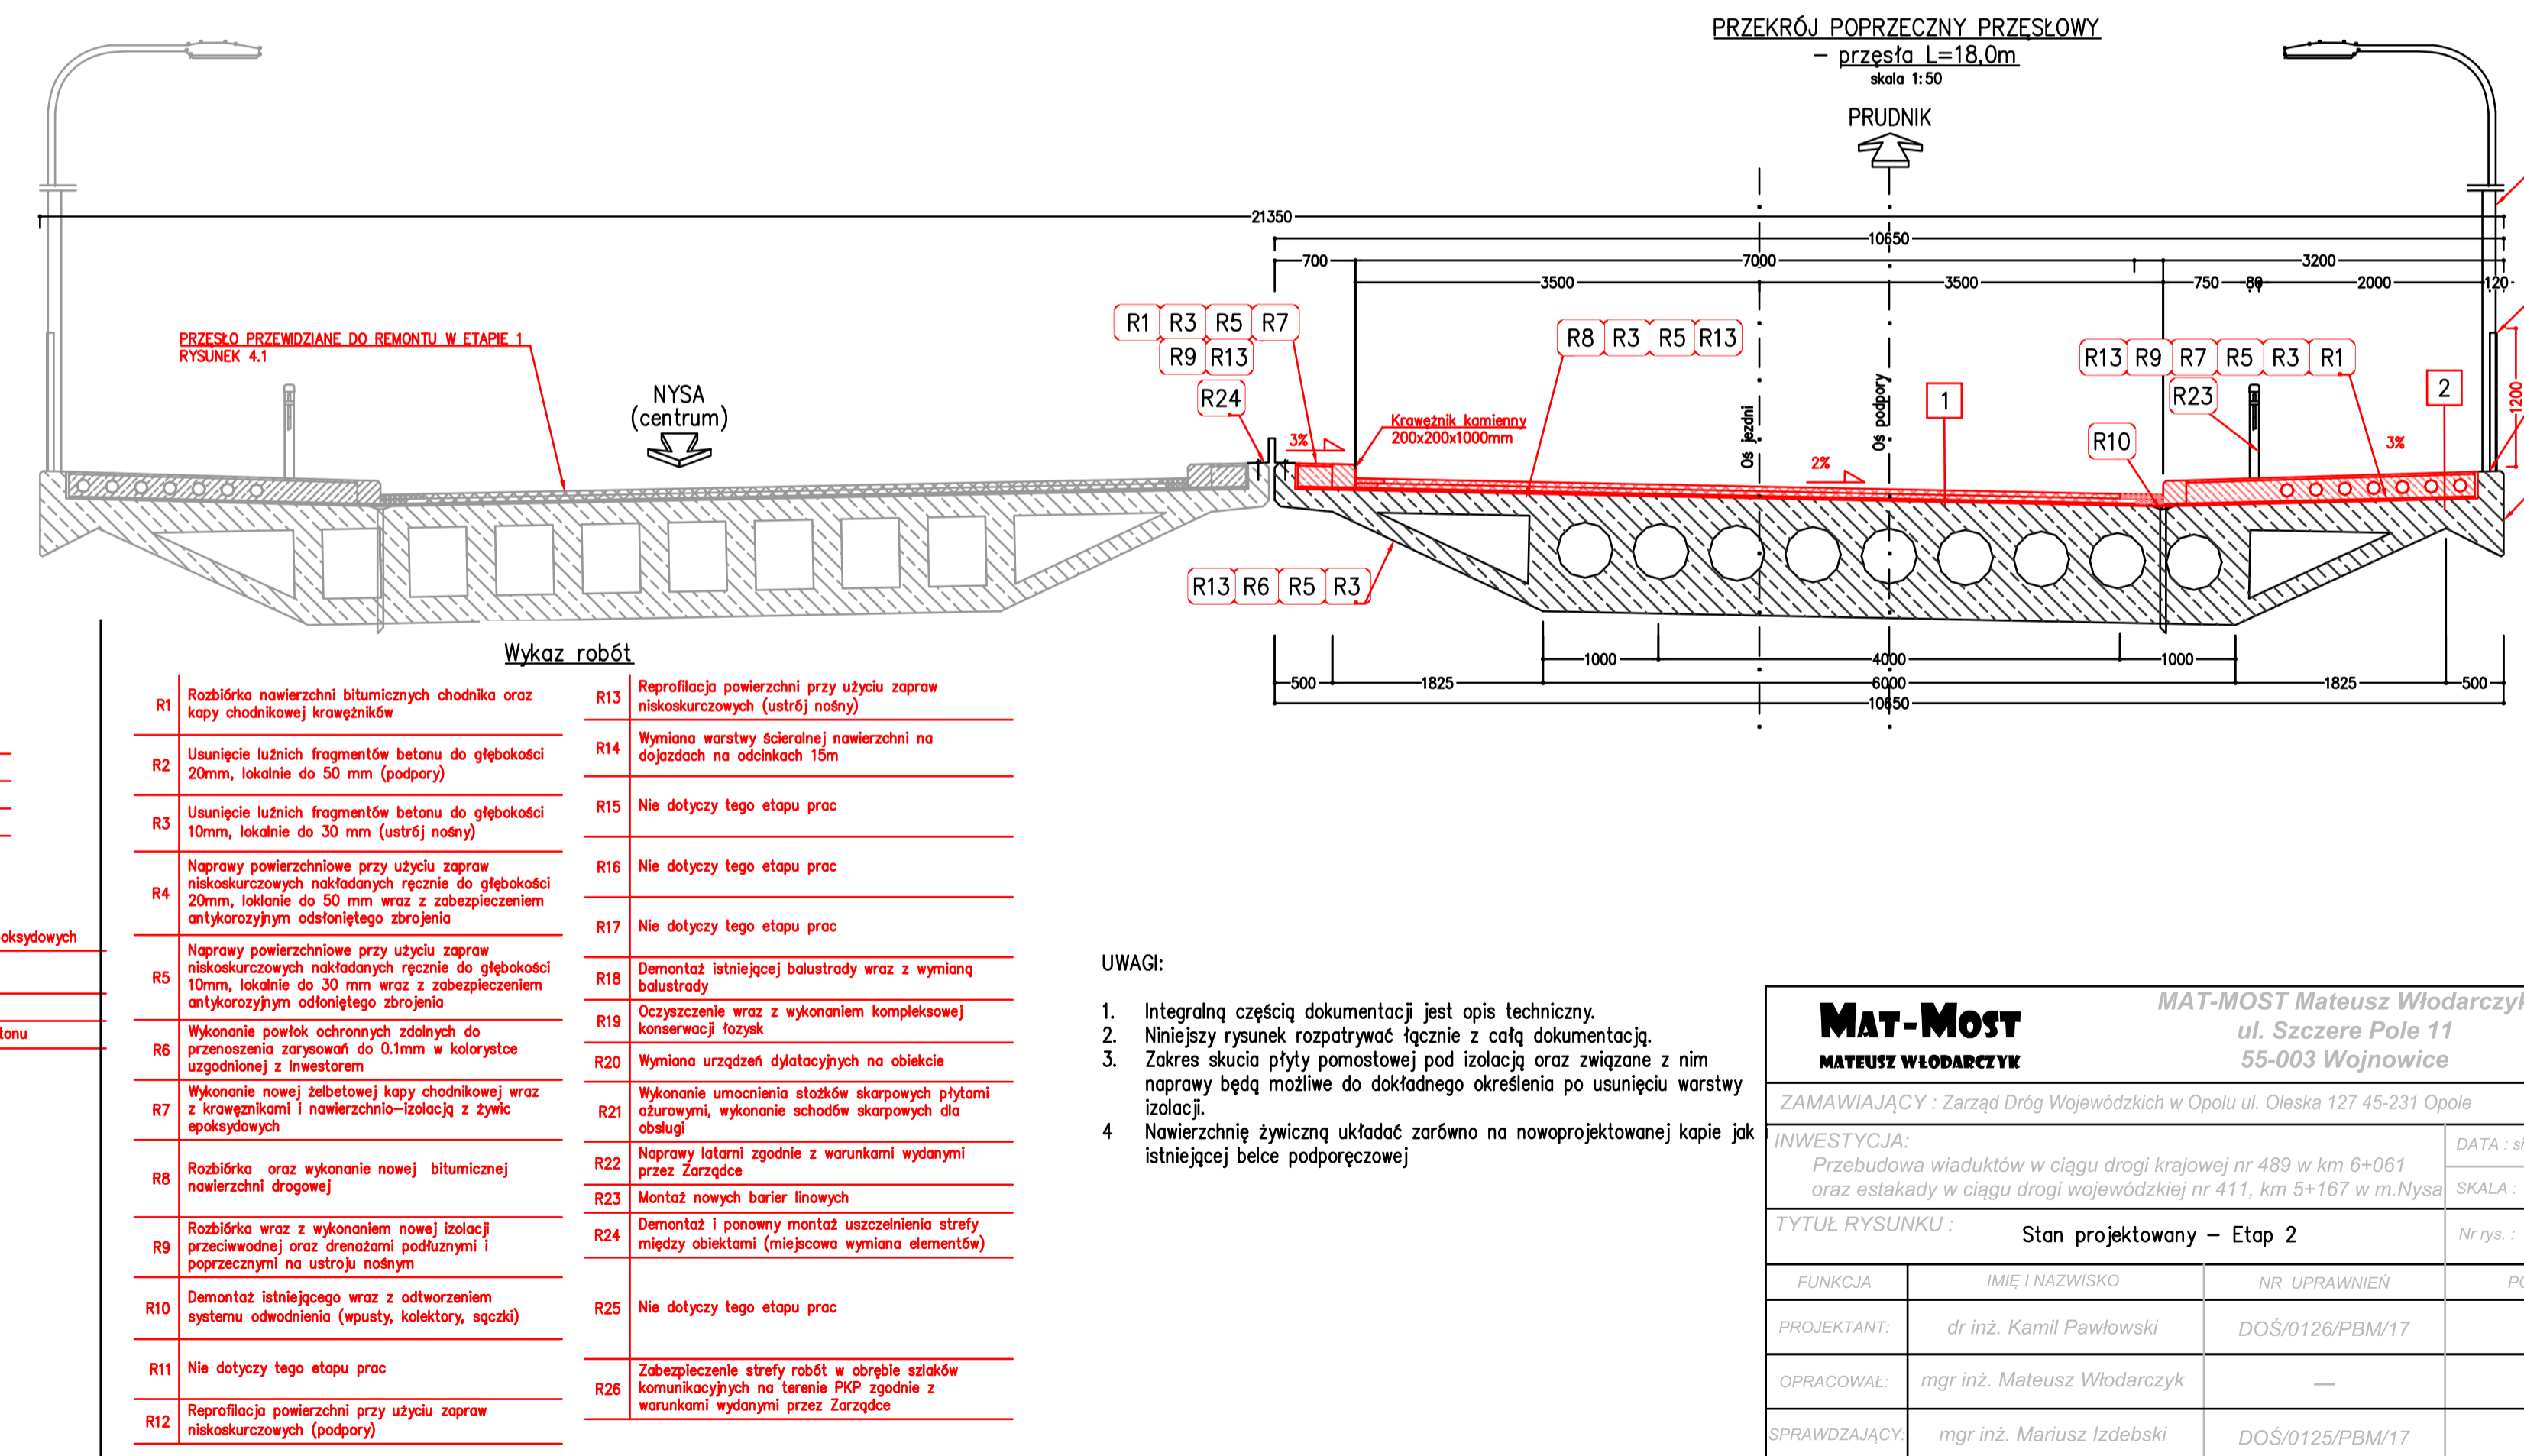 PRZEKRÓJ POPRZECZNY PRZĘSŁOWY
– przęsła L=18,0m
skala 1:50
PRUDNIK
21350
10650
700
7000
3200
3500
3500
750
80
2000
120
1200
PRZĘSŁO PRZEWIDZIANE DO REMONTU W ETAPIE 1
RYSUNEK 4.1
NYSA
(centrum)
R1 R3 R5 R7
R9 R13
R24
R8 R3 R5 R13
R13 R9 R7 R5 R3 R1
R23
R10
1
2
Krawężnik kamienny
200x200x1000mm
3%
2%
3%
Oś jezdni
Oś podpory
R13 R6 R5 R3
1000
4000
1000
500
1825
6000
1825
500
10650
Wykaz robót
R1 Rozbiórka nawierzchni bitumicznych chodnika oraz
kapy chodnikowej krawężników
R2 Usunięcie luźnich fragmentów betonu do głębokości
20mm, lokalnie do 50 mm (podpory)
R3 Usunięcie luźnich fragmentów betonu do głębokości
10mm, lokalnie do 30 mm (ustrój nośny)
R4 Naprawy powierzchniowe przy użyciu zapraw
niskoskurczowych nakładanych ręcznie do głębokości
20mm, loklanie do 50 mm wraz z zabezpieczeniem
antykorozyjnym odsłoniętego zbrojenia
R5 Naprawy powierzchniowe przy użyciu zapraw
niskoskurczowych nakładanych ręcznie do głębokości
10mm, lokalnie do 30 mm wraz z zabezpieczeniem
antykorozyjnym odłoniętego zbrojenia
R6 Wykonanie powłok ochronnych zdolnych do
przenoszenia zarysowań do 0.1mm w kolorystce
uzgodnionej z Inwestorem
R7 Wykonanie nowej żelbetowej kapy chodnikowej wraz
z krawęznikami i nawierzchnio–izolacją z żywic
epoksydowych
R8 Rozbiórka oraz wykonanie nowej bitumicznej
nawierzchni drogowej
R9 Rozbiórka wraz z wykonaniem nowej izolacji
przeciwwodnej oraz drenażami podłuznymi i
poprzecznymi na ustroju nośnym
R10 Demontaż istniejącego wraz z odtworzeniem
systemu odwodnienia (wpusty, kolektory, sączki)
R11 Nie dotyczy tego etapu prac
R12 Reprofilacja powierzchni przy użyciu zapraw
niskoskurczowych (podpory)
R13 Reprofilacja powierzchni przy użyciu zapraw
niskoskurczowych (ustrój nośny)
R14 Wymiana warstwy ścieralnej nawierzchni na
dojazdach na odcinkach 15m
R15 Nie dotyczy tego etapu prac
R16 Nie dotyczy tego etapu prac
R17 Nie dotyczy tego etapu prac
R18 Demontaż istniejącej balustrady wraz z wymianą
balustrady
R19 Oczyszczenie wraz z wykonaniem kompleksowej
konserwacji łozysk
R20 Wymiana urządzeń dylatacyjnych na obiekcie
R21 Wykonanie umocnienia stożków skarpowych płytami
ażurowymi, wykonanie schodów skarpowych dla
obslugi
R22 Naprawy latarni zgodnie z warunkami wydanymi
przez Zarządce
R23 Montaż nowych barier linowych
R24 Demontaż i ponowny montaż uszczelnienia strefy
między obiektami (miejscowa wymiana elementów)
R25 Nie dotyczy tego etapu prac
R26 Zabezpieczenie strefy robót w obrębie szlaków
komunikacyjnych na terenie PKP zgodnie z
warunkami wydanymi przez Zarządce
oksydowych
tonu
UWAGI:
1. Integralną częścią dokumentacji jest opis techniczny.
2. Niniejszy rysunek rozpatrywać łącznie z całą dokumentacją.
3. Zakres skucia płyty pomostowej pod izolacją oraz związane z nim
naprawy będą możliwe do dokładnego określenia po usunięciu warstwy
izolacji.
4 Nawierzchnię żywiczną układać zarówno na nowoprojektowanej kapie jak
istniejącej belce podporęczowej
MAT-MOST
MATEUSZ WŁODARCZYK
MAT-MOST Mateusz Włodarczyk
ul. Szczere Pole 11
55-003 Wojnowice
ZAMAWIAJĄCY : Zarząd Dróg Wojewódzkich w Opolu ul. Oleska 127 45-231 Opole
INWESTYCJA:
Przebudowa wiaduktów w ciągu drogi krajowej nr 489 w km 6+061
oraz estakady w ciągu drogi wojewódzkiej nr 411, km 5+167 w m.Nysa
DATA : si
SKALA :
TYTUŁ RYSUNKU :
Stan projektowany – Etap 2
Nr rys. :
FUNKCJA IMIĘ I NAZWISKO NR UPRAWNIEŃ PO
PROJEKTANT: dr inż. Kamil Pawłowski DOŚ/0126/PBM/17
OPRACOWAŁ: mgr inż. Mateusz Włodarczyk —
SPRAWDZAJĄCY: mgr inż. Mariusz Izdebski DOŚ/0125/PBM/17